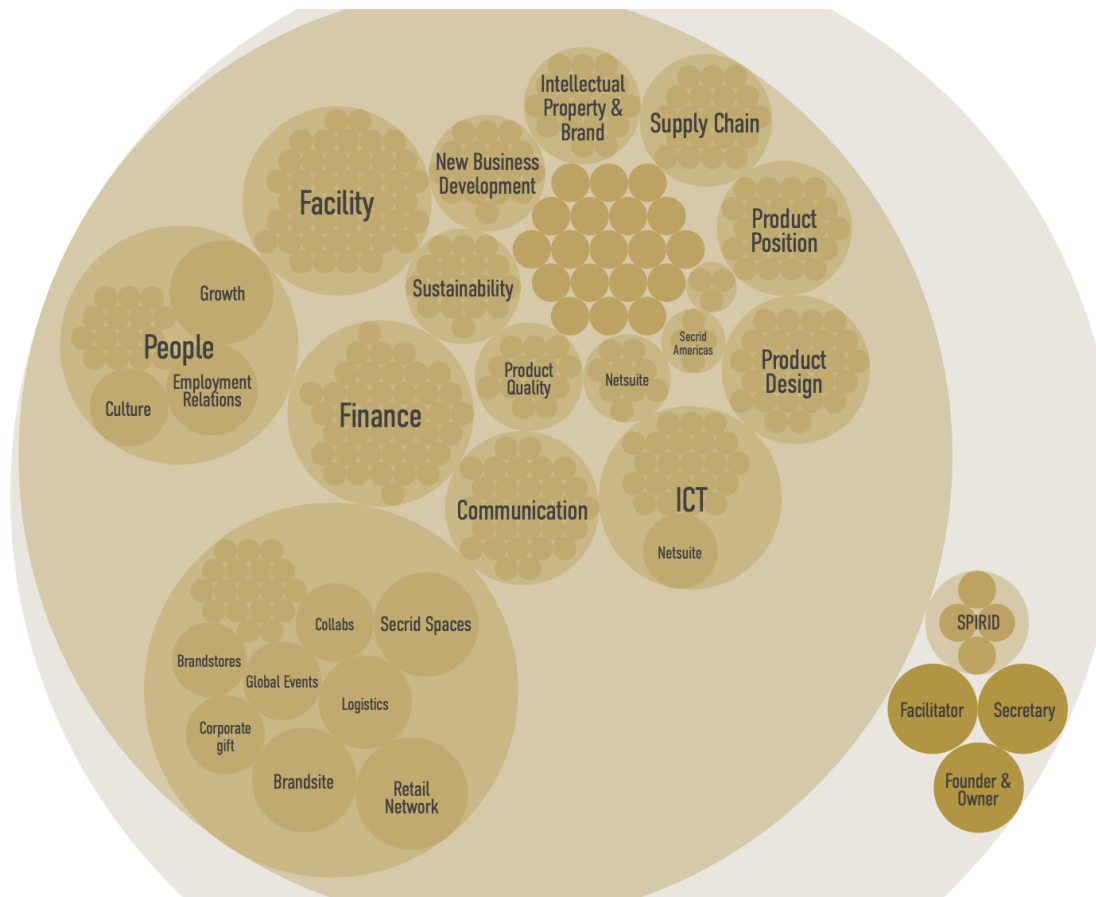 Intellectual
Property &
Brand
Supply Chain
New Business
Development
Facility
Product
Position
Growth
Sustainability
People
Secrid
Americas
Product
Design
Product
Quality
Netsuite
Employment
Relations
Culture
Finance
Communication
ICT
Netsuite
Collabs
Secrid Spaces
SPIRID
Brandstores
Global Events
Logistics
Facilitator
Secretary
Corporate
gift
Brandsite
Retail
Network
Founder &
Owner